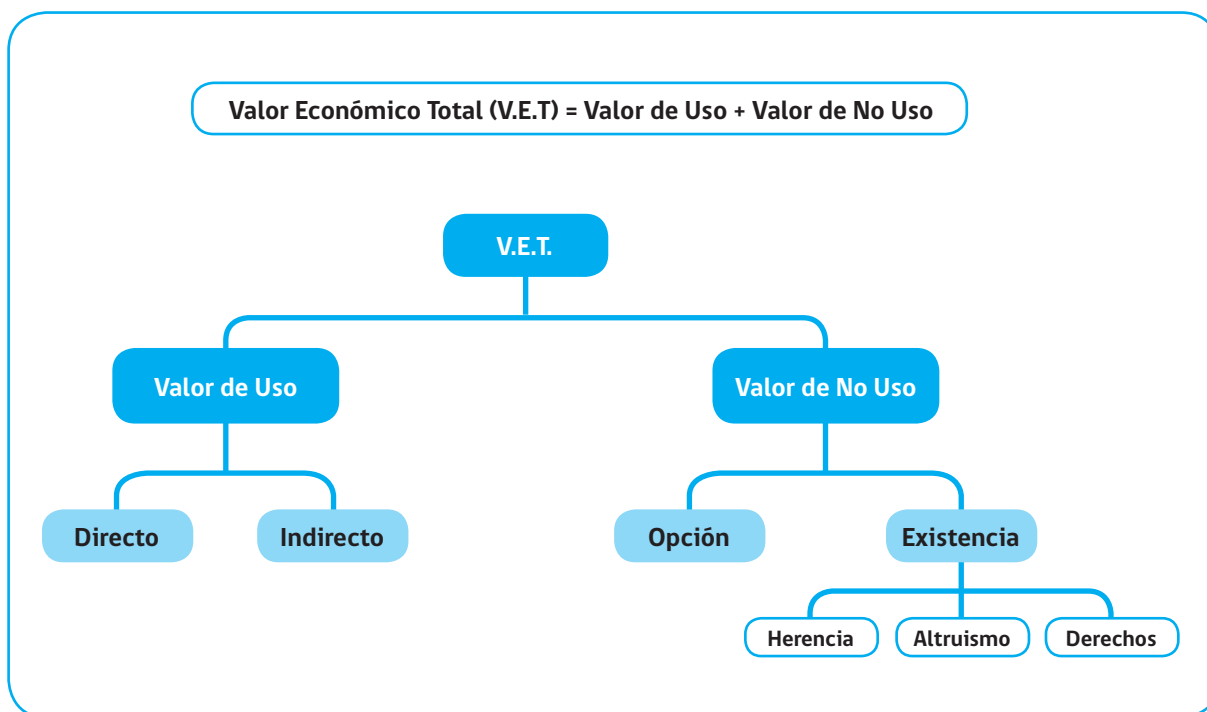 Valor Económico Total (V.E.T) = Valor de Uso + Valor de No Uso
V.E.T.
Valor de Uso
Valor de No Uso
Directo
Indirecto
Opción
Existencia
Herencia
Altruismo
Derechos